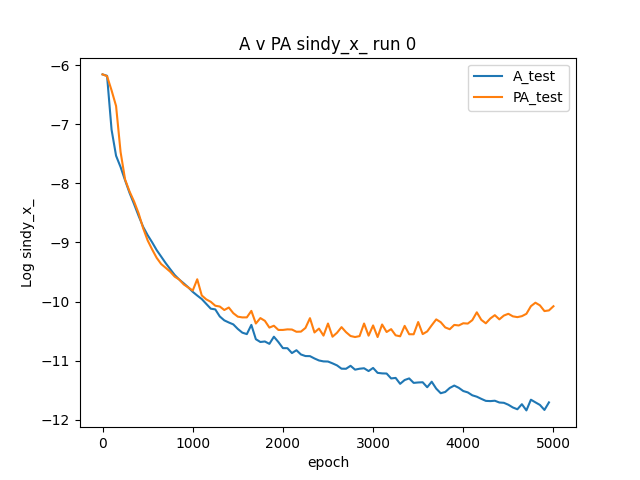 A v PA sindy_x_ run 0
A_test
PA_test
Log sindy_x_
−6
−7
−8
−9
−10
−11
−12
0
1000
2000
3000
4000
5000
epoch